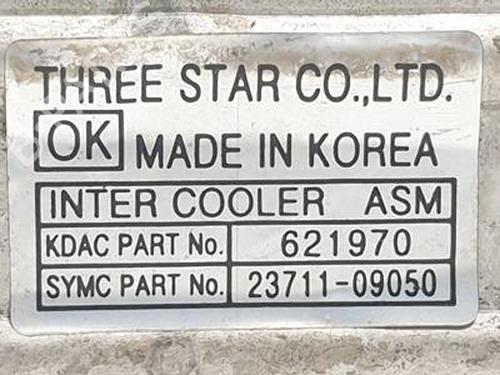 THREE STAR CO.,LTD.
OK MADE IN KOREA
INTER COOLER ASM
KDAC PART No. 621970
SYMC PART No. 23711-09050